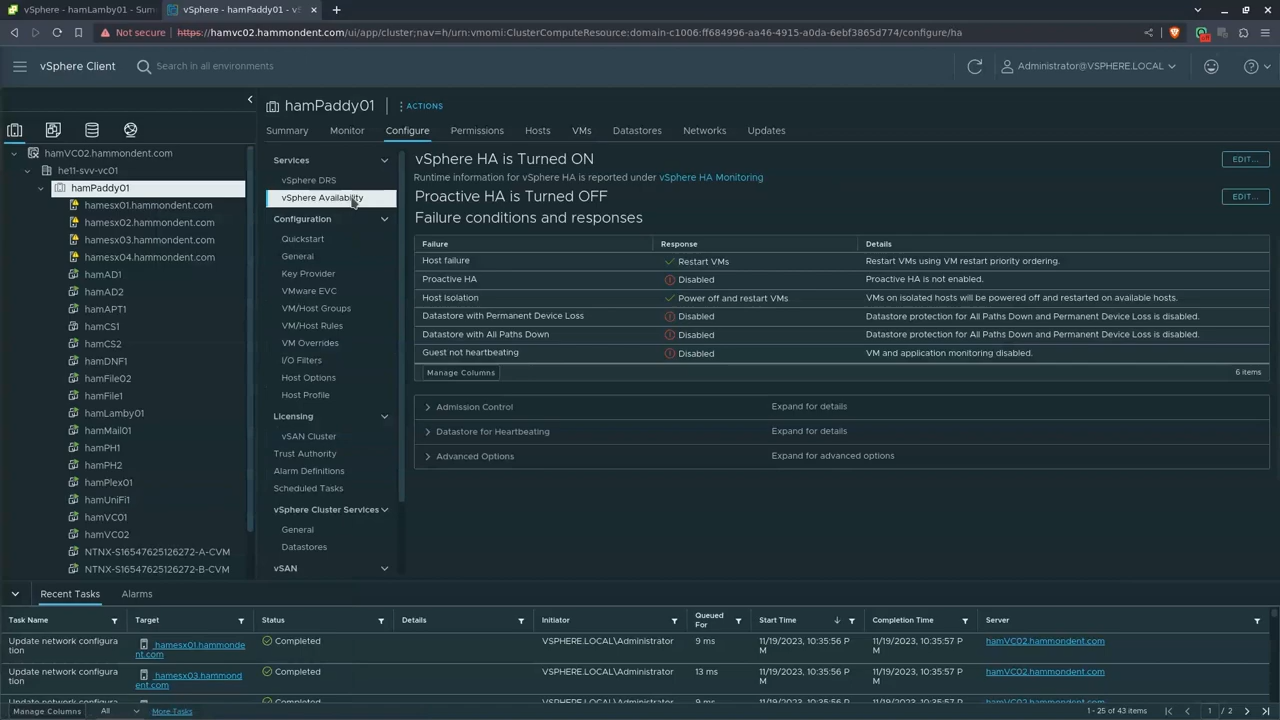 vSphere - hamLamby01 - Sum
vSphere - hamPaddy01 - vS
Not secure
https://hamvc02.hammondent.com/ui/app/cluster;nav=h/urn:vmomi:ClusterComputeResource:domain-c1006:ff684996-aa46-4915-a0da-6ebf3865d774/configure/ha
vSphere Client
Search in all environments
Administrator@VSPHERE.LOCAL
hamPaddy01
ACTIONS
Summary
Monitor
Configure
Permissions
Hosts
VMs
Datastores
Networks
Updates
hamVC02.hammondent.com
he11-svv-vc01
hamPaddy01
hamesx01.hammondent.com
hamesx02.hammondent.com
hamesx03.hammondent.com
hamesx04.hammondent.com
hamAD1
hamAD2
hamAPT1
hamCS1
hamCS2
hamDNF1
hamFile02
hamFile1
hamLamby01
hamMail01
hamPH1
hamPH2
hamPlex01
hamUniFi1
hamVC01
hamVC02
NTNX-S16547625126272-A-CVM
NTNX-S16547625126272-B-CVM
Services
vSphere DRS
vSphere Availability
Configuration
Quickstart
General
Key Provider
VMware EVC
VM/Host Groups
VM/Host Rules
VM Overrides
I/O Filters
Host Options
Host Profile
Licensing
vSAN Cluster
Trust Authority
Alarm Definitions
Scheduled Tasks
vSphere Cluster Services
General
Datastores
vSAN
vSphere HA is Turned ON
EDIT...
Runtime information for vSphere HA is reported under vSphere HA Monitoring
Proactive HA is Turned OFF
EDIT...
Failure conditions and responses
Failure Response Details
Host failure Restart VMs Restart VMs using VM restart priority ordering.
Proactive HA Disabled Proactive HA is not enabled.
Host Isolation Power off and restart VMs VMs on isolated hosts will be powered off and restarted on available hosts.
Datastore with Permanent Device Loss Disabled Datastore protection for All Paths Down and Permanent Device Loss is disabled.
Datastore with All Paths Down Disabled Datastore protection for All Paths Down and Permanent Device Loss is disabled.
Guest not heartbeating Disabled VM and application monitoring disabled.
Manage Columns 6 items
Admission Control Expand for details
Datastore for Heartbeating Expand for details
Advanced Options Expand for advanced options
Recent Tasks Alarms
Task Name Target Status Details Initiator Queued For Start Time Completion Time Server
Update network configuration hamesx01.hammondent.com Completed VSPHERE.LOCAL\Administrator 9 ms 11/19/2023, 10:35:56 PM 11/19/2023, 10:35:57 PM hamVC02.hammondent.com
Update network configuration hamesx03.hammondent.com Completed VSPHERE.LOCAL\Administrator 13 ms 11/19/2023, 10:35:56 PM 11/19/2023, 10:35:57 PM hamVC02.hammondent.com
Manage Columns All More Tasks 1 - 25 of 43 items 1 / 2